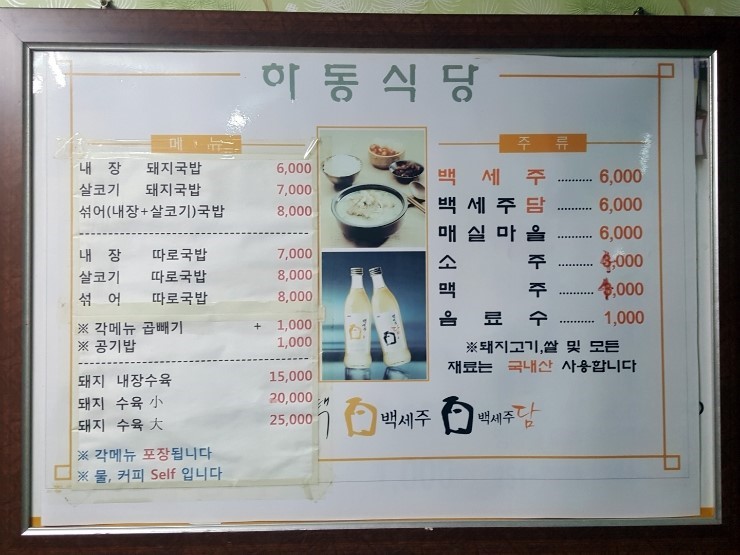 하동식당
메뉴
내 장 돼지국밥 6,000
살코기 돼지국밥 7,000
섞어(내장+살코기)국밥 8,000
내 장 따로국밥 7,000
살코기 따로국밥 8,000
섞 어 따로국밥 8,000
※ 각메뉴 곱빼기 + 1,000
※ 공기밥 1,000
돼지 내장수육 15,000
돼지 수육 小 20,000
돼지 수육 大 25,000
※ 각메뉴 포장됩니다
※ 물, 커피 Self 입니다
주 류
백 세 주 .......... 6,000
백세주담 .......... 6,000
매실마을 .......... 6,000
소 주 .......... ,000
맥 주 .......... ,000
음 료 수 .......... 1,000
※돼지고기,쌀 및 모든
재료는 국내산 사용합니다
백세주 백세주담